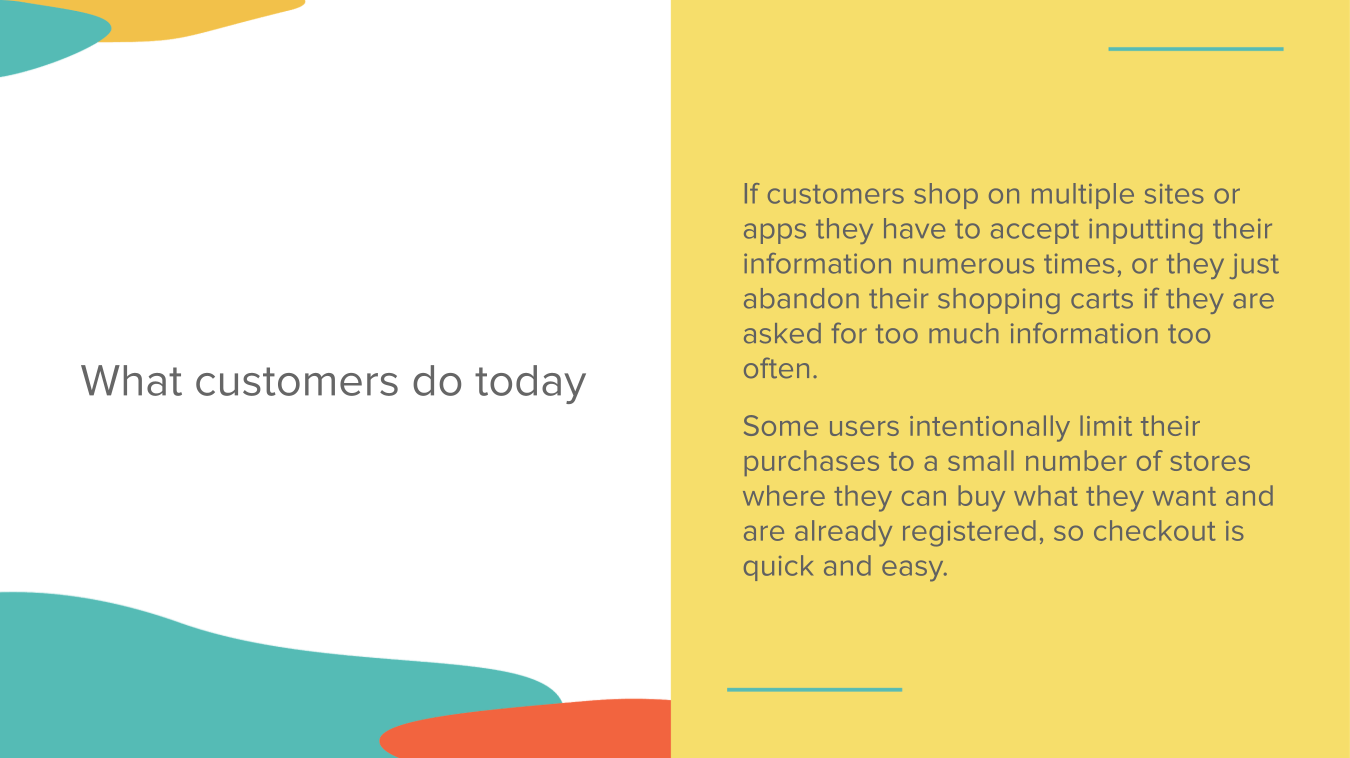 What customers do today
If customers shop on multiple sites or
apps they have to accept inputting their
information numerous times, or they just
abandon their shopping carts if they are
asked for too much information too
often.
Some users intentionally limit their
purchases to a small number of stores
where they can buy what they want and
are already registered, so checkout is
quick and easy.